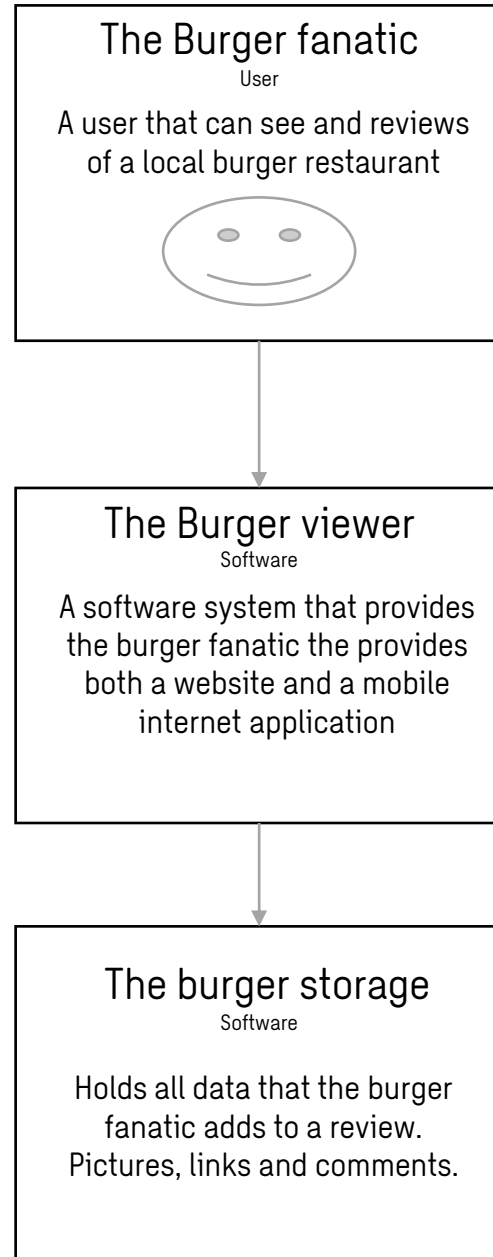 The Burger fanatic
User
A user that can see and reviews
of a local burger restaurant
The Burger viewer
Software
A software system that provides
the burger fanatic the provides
both a website and a mobile
internet application
The burger storage
Software
Holds all data that the burger
fanatic adds to a review.
Pictures, links and comments.